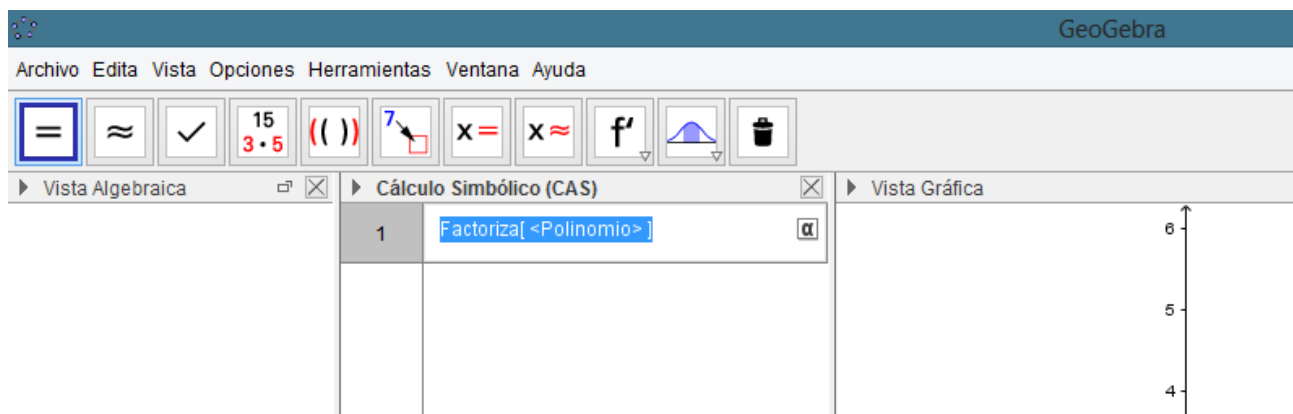 GeoGebra
Archivo Edita Vista Opciones Herramientas Ventana Ayuda
= ≈ ✓ 15 3·5 (( )) 7 x= x≈ f'
Vista Algebraica
Cálculo Simbólico (CAS)
Vista Gráfica
1 Factoriza[ <Polinomio> ] α
6
5
4